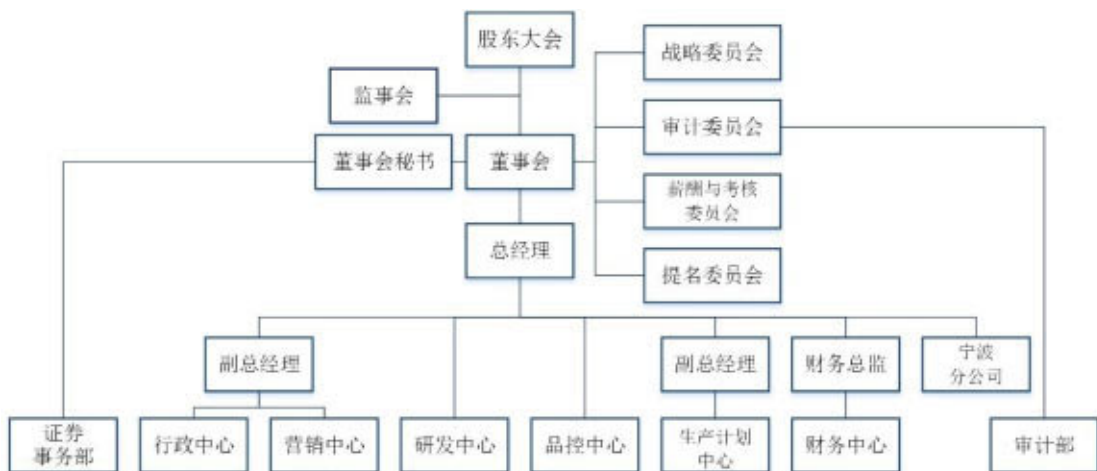 股东大会
战略委员会
监事会
审计委员会
董事会秘书
董事会
薪酬与考核
委员会
总经理
提名委员会
副总经理
副总经理
财务总监
宁波
分公司
证券
事务部
行政中心
营销中心
研发中心
品控中心
生产计划
中心
财务中心
审计部